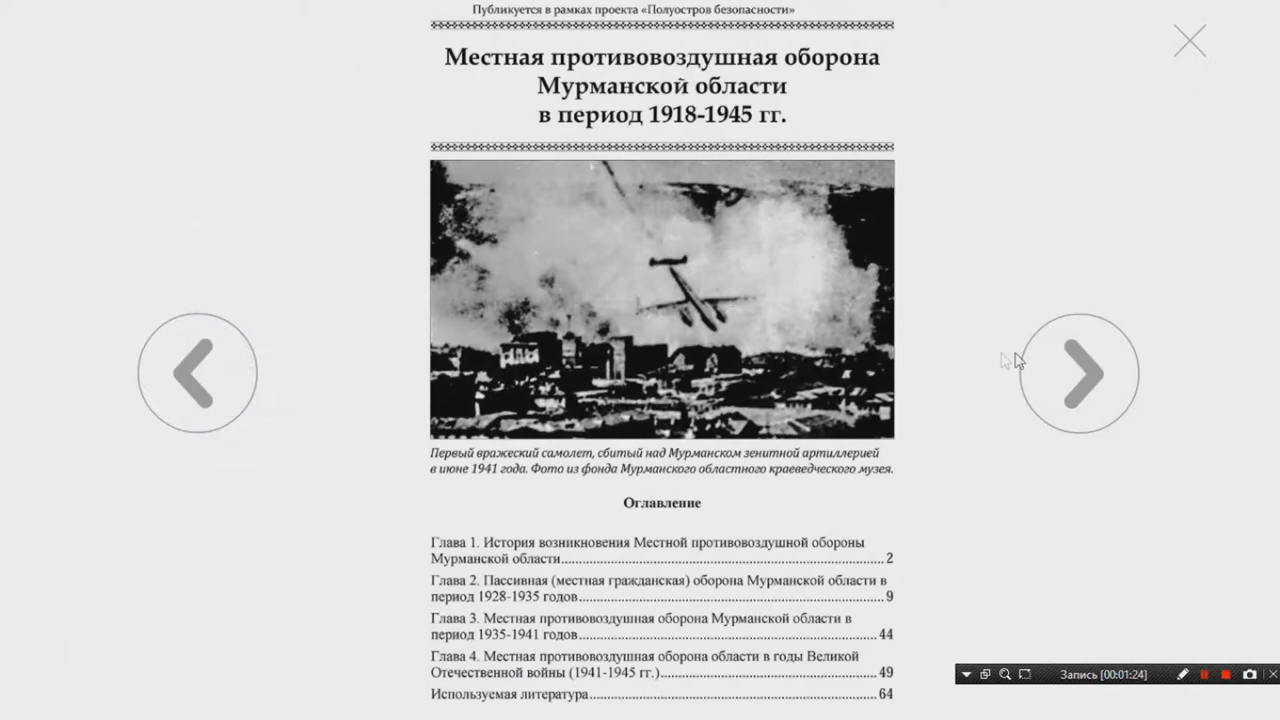 Публикуется в рамках проекта «Полуостров безопасности»
Местная противовоздушная оборона
Мурманской области
в период 1918-1945 гг.
Первый вражеский самолет, сбитый над Мурманском зенитной артиллерией
в июне 1941 года. Фото из фонда Мурманского областного краеведческого музея.
Оглавление
Глава 1. История возникновения Местной противовоздушной обороны
Мурманской области 2
Глава 2. Пассивная (местная гражданская) оборона Мурманской области в
период 1928-1935 годов 9
Глава 3. Местная противовоздушная оборона Мурманской области в
период 1935-1941 годов 44
Глава 4. Местная противовоздушная оборона области в годы Великой
Отечественной войны (1941-1945 гг.) 49
Используемая литература 64
Запись [00:01:24]